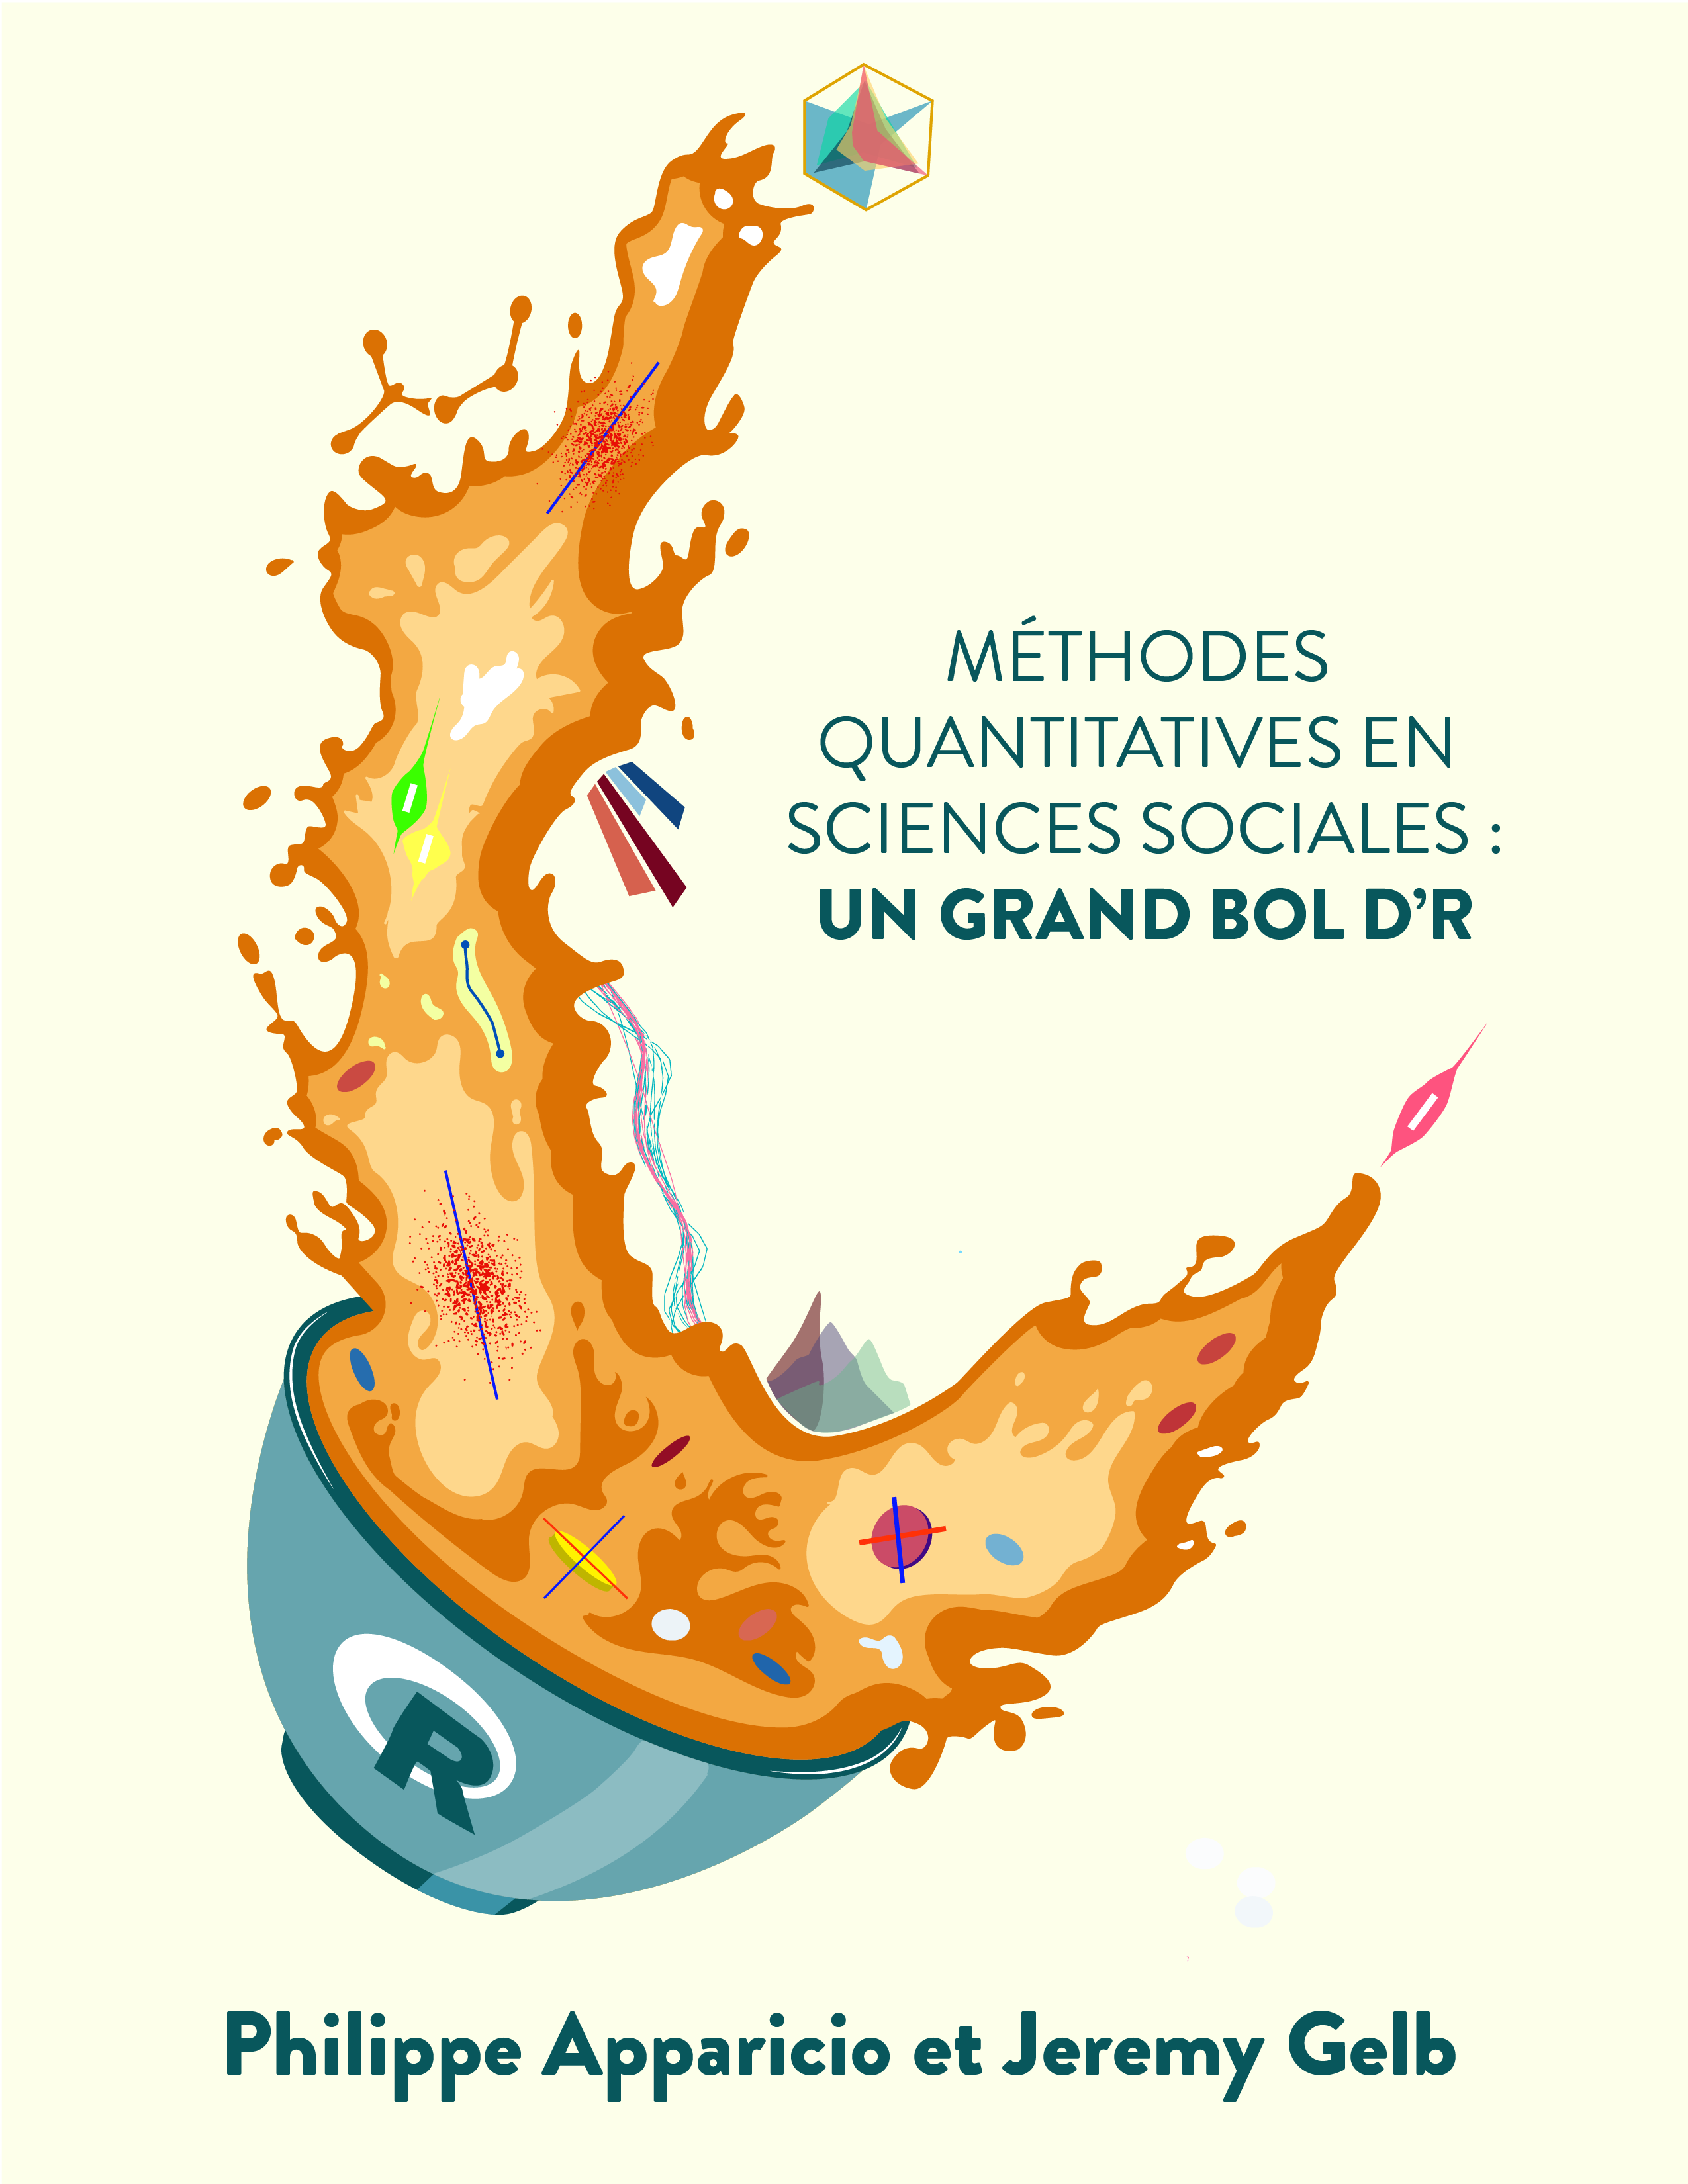 MÉTHODES
QUANTITATIVES EN
SCIENCES SOCIALES :
UN GRAND BOL D’R
R
Philippe Apparicio et Jeremy Gelb